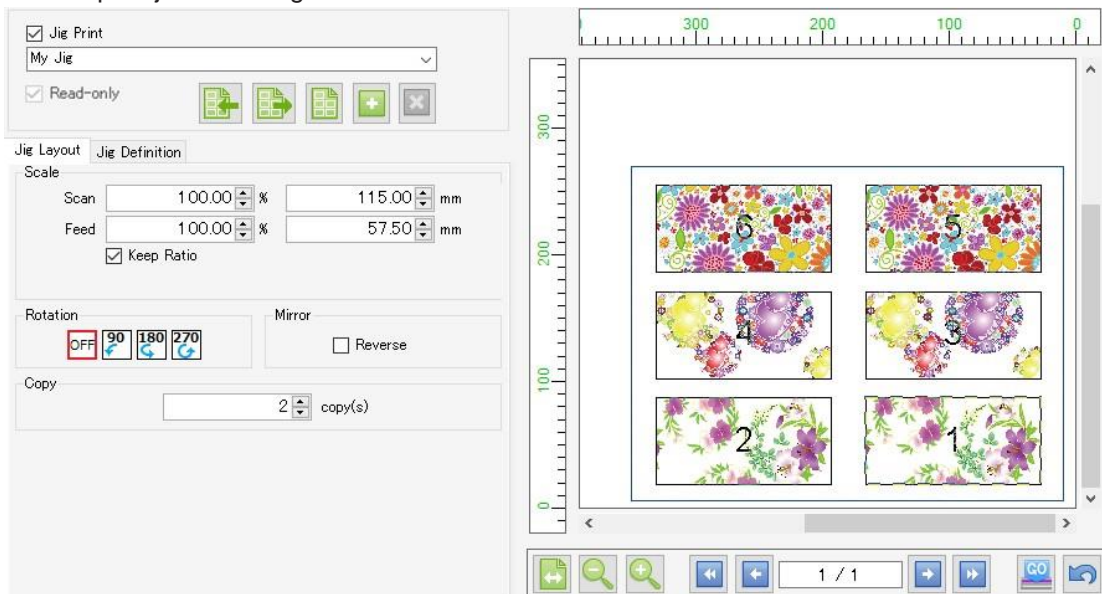 Jig Print
My Jig
Read-only
Jig Layout Jig Definition
Scale
Scan 100.00 % 115.00 mm
Feed 100.00 % 57.50 mm
Keep Ratio
Rotation
OFF 90 180 270
Mirror
Reverse
Copy
2 copy(s)
300 200 100 0
300
200
100
0
6 5
4 3
2 1
1 / 1
GO